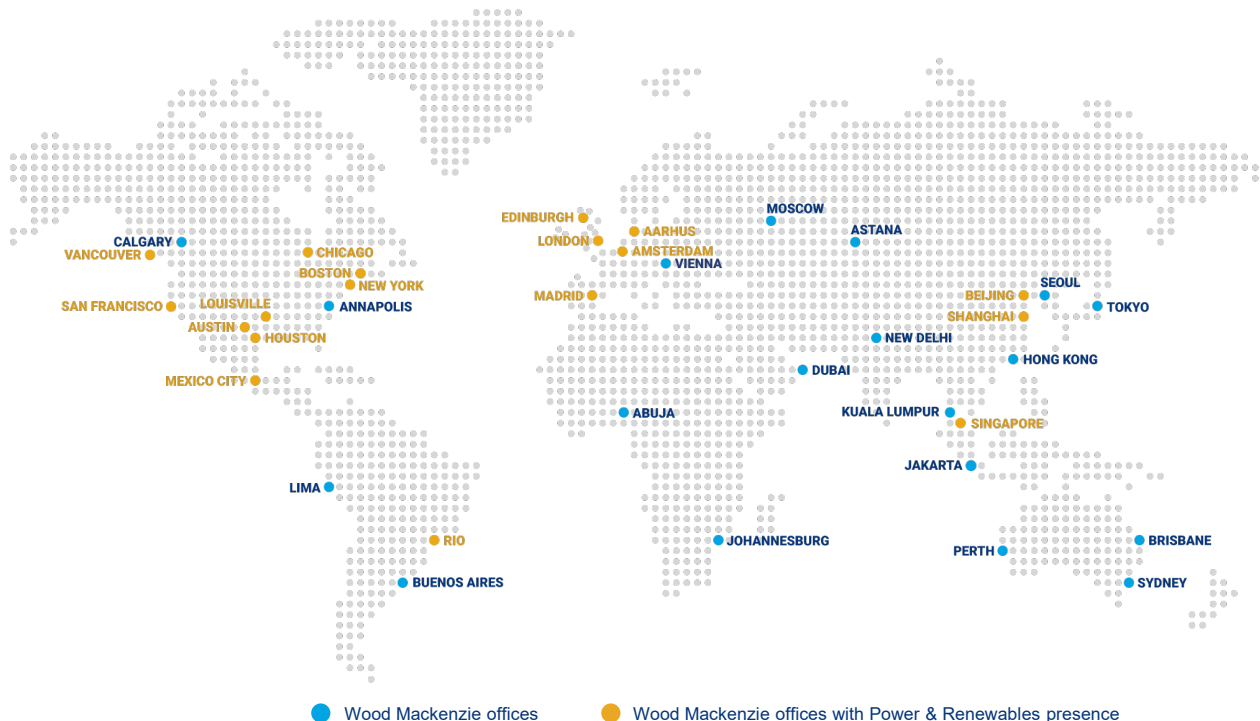 MOSCOW
EDINBURGH
AARHUS
ASTANA
CALGARY
LONDON
VANCOUVER
CHICAGO
AMSTERDAM
VIENNA
BOSTON
NEW YORK
SEOUL
MADRID
BEIJING
SAN FRANCISCO
LOUISVILLE
ANNAPOLIS
TOKYO
SHANGHAI
AUSTIN
HOUSTON
NEW DELHI
HONG KONG
DUBAI
MEXICO CITY
ABUJA
KUALA LUMPUR
SINGAPORE
JAKARTA
LIMA
RIO
JOHANNESBURG
BRISBANE
PERTH
BUENOS AIRES
SYDNEY
Wood Mackenzie offices
Wood Mackenzie offices with Power & Renewables presence